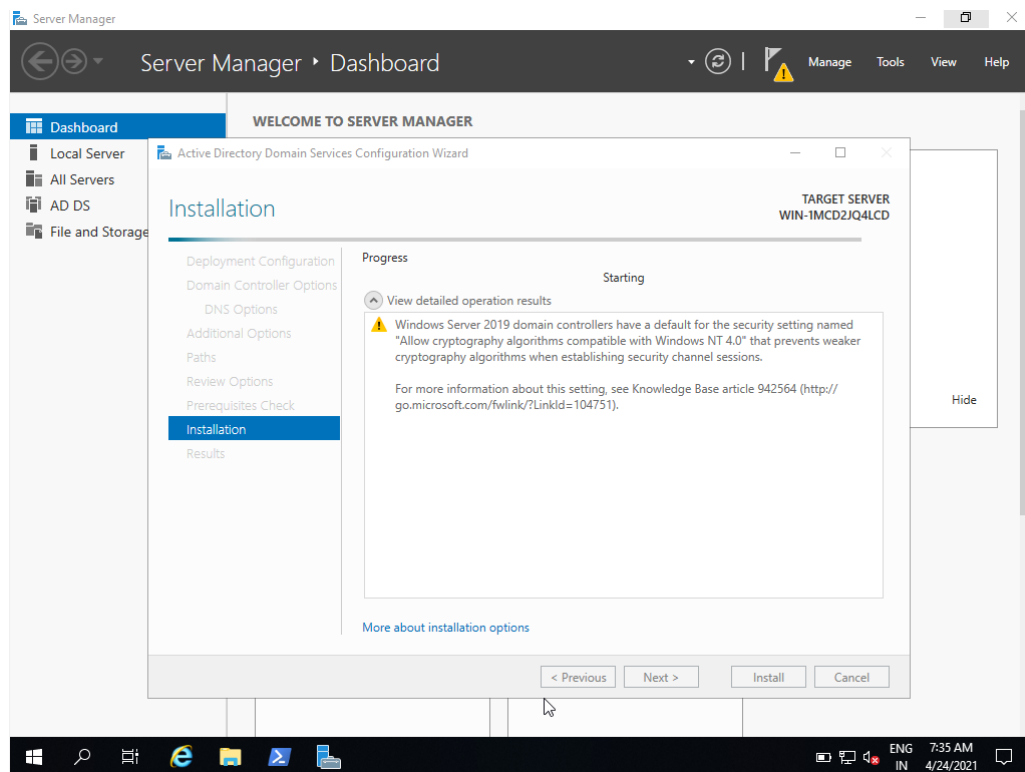 Server Manager
Server Manager • Dashboard
Manage Tools View Help
Dashboard
Local Server
All Servers
AD DS
File and Storage
WELCOME TO SERVER MANAGER
Active Directory Domain Services Configuration Wizard
Installation
TARGET SERVER
WIN-1MCD2JQ4LCD
Deployment Configuration
Domain Controller Options
DNS Options
Additional Options
Paths
Review Options
Prerequisites Check
Installation
Results
Progress
Starting
View detailed operation results
Windows Server 2019 domain controllers have a default for the security setting named
"Allow cryptography algorithms compatible with Windows NT 4.0" that prevents weaker
cryptography algorithms when establishing security channel sessions.
For more information about this setting, see Knowledge Base article 942564 (http://
go.microsoft.com/fwlink/?LinkId=104751).
More about installation options
< Previous Next > Install Cancel
Hide
ENG
IN
7:35 AM
4/24/2021